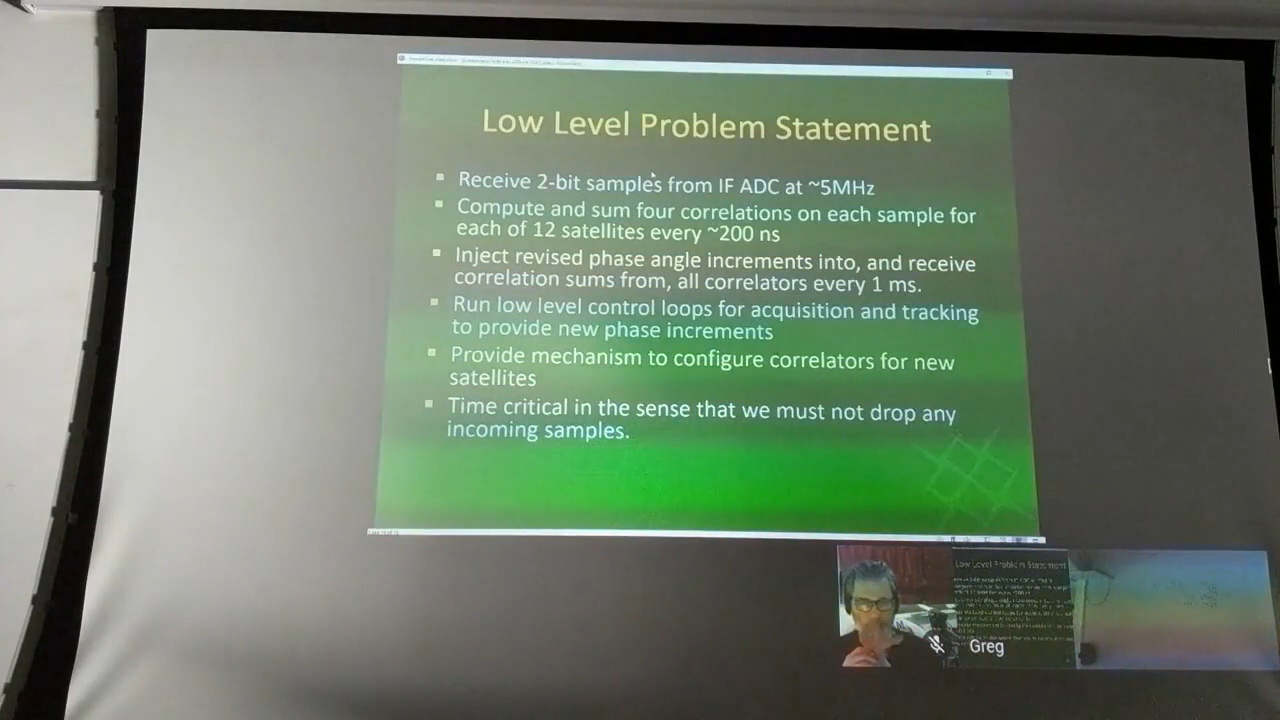 Low Level Problem Statement
Receive 2-bit samples from IF ADC at ~5MHz
Compute and sum four correlations on each sample for
each of 12 satellites every ~200 ns
Inject revised phase angle increments into, and receive
correlation sums from, all correlators every 1 ms.
Run low level control loops for acquisition and tracking
to provide new phase increments
Provide mechanism to configure correlators for new
satellites
Time critical in the sense that we must not drop any
incoming samples.
Low Level Problem Statement
Greg